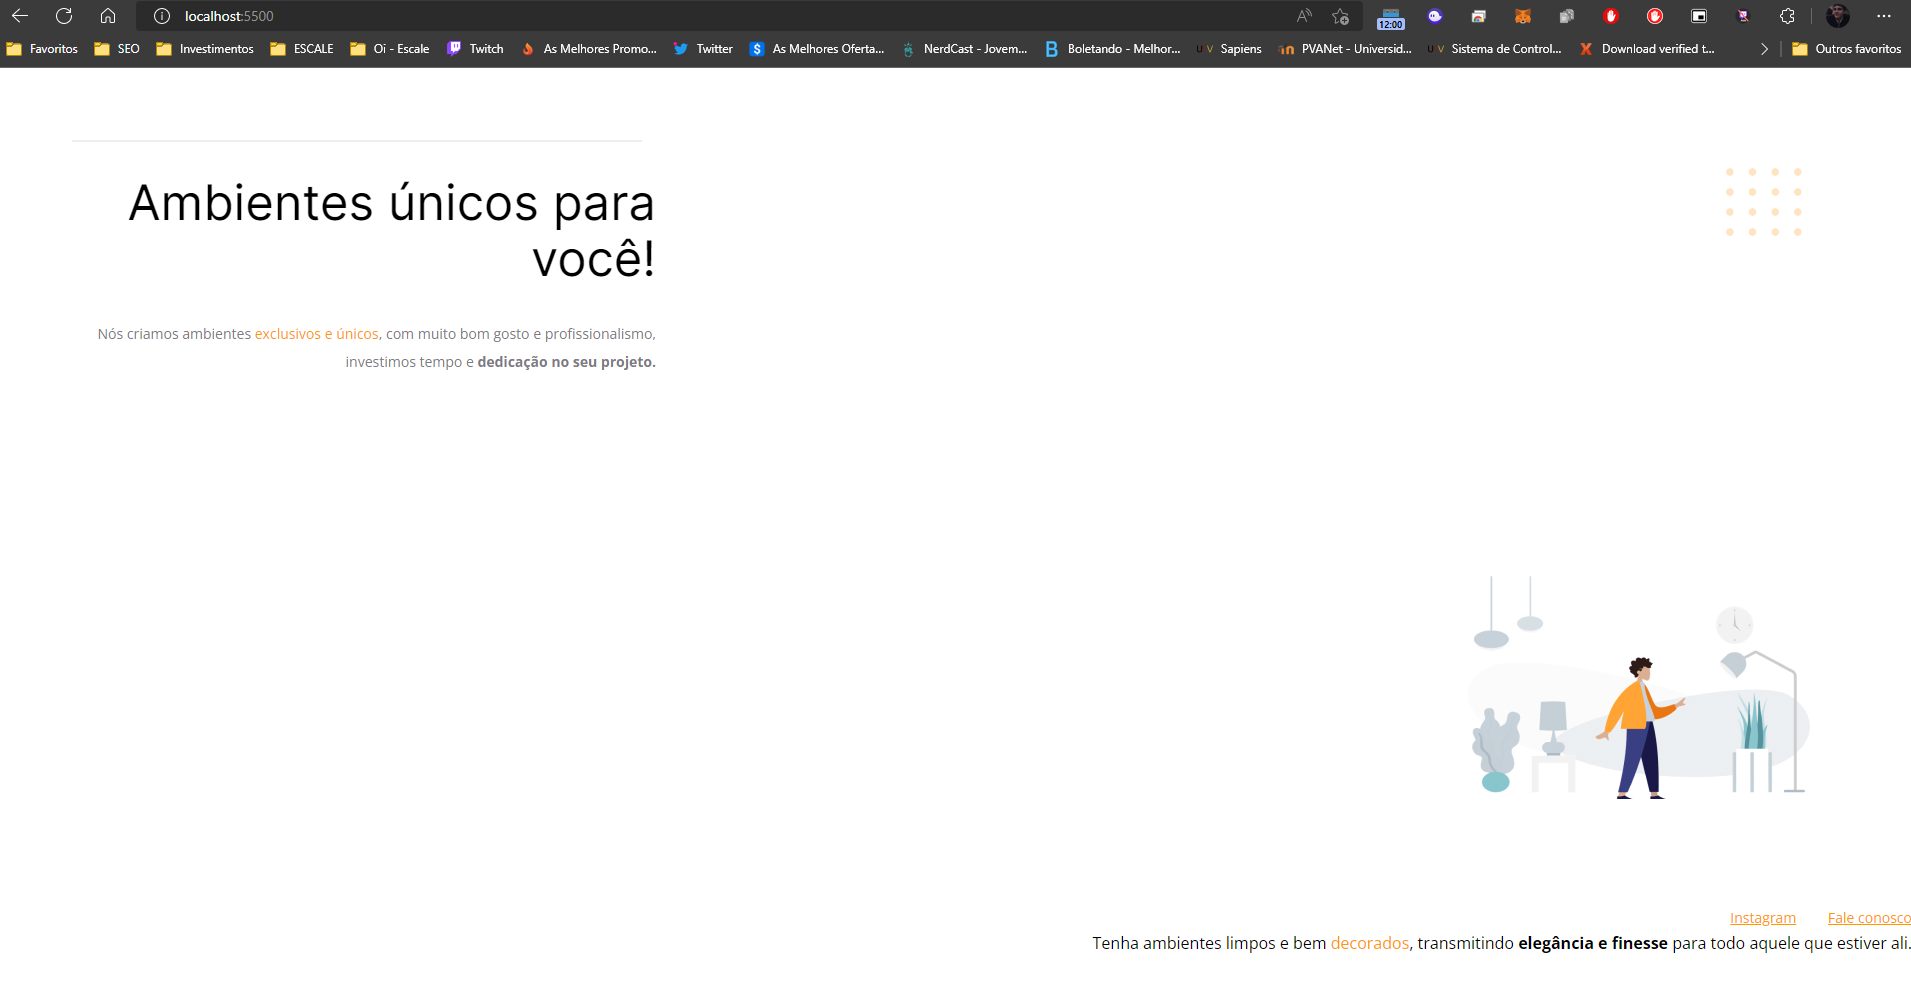 localhost:5500
12:00
Favoritos SEO Investimentos ESCALE Oi - Escale Twitch As Melhores Promo... Twitter As Melhores Oferta... NerdCast - Jovem... Boletando - Melhor... Sapiens PVANet - Universid... Sistema de Control... Download verified t... Outros favoritos
Ambientes únicos para
você!
Nós criamos ambientes exclusivos e únicos, com muito bom gosto e profissionalismo,
investimos tempo e dedicação no seu projeto.
Instagram Fale conosco
Tenha ambientes limpos e bem decorados, transmitindo elegância e finesse para todo aquele que estiver ali.